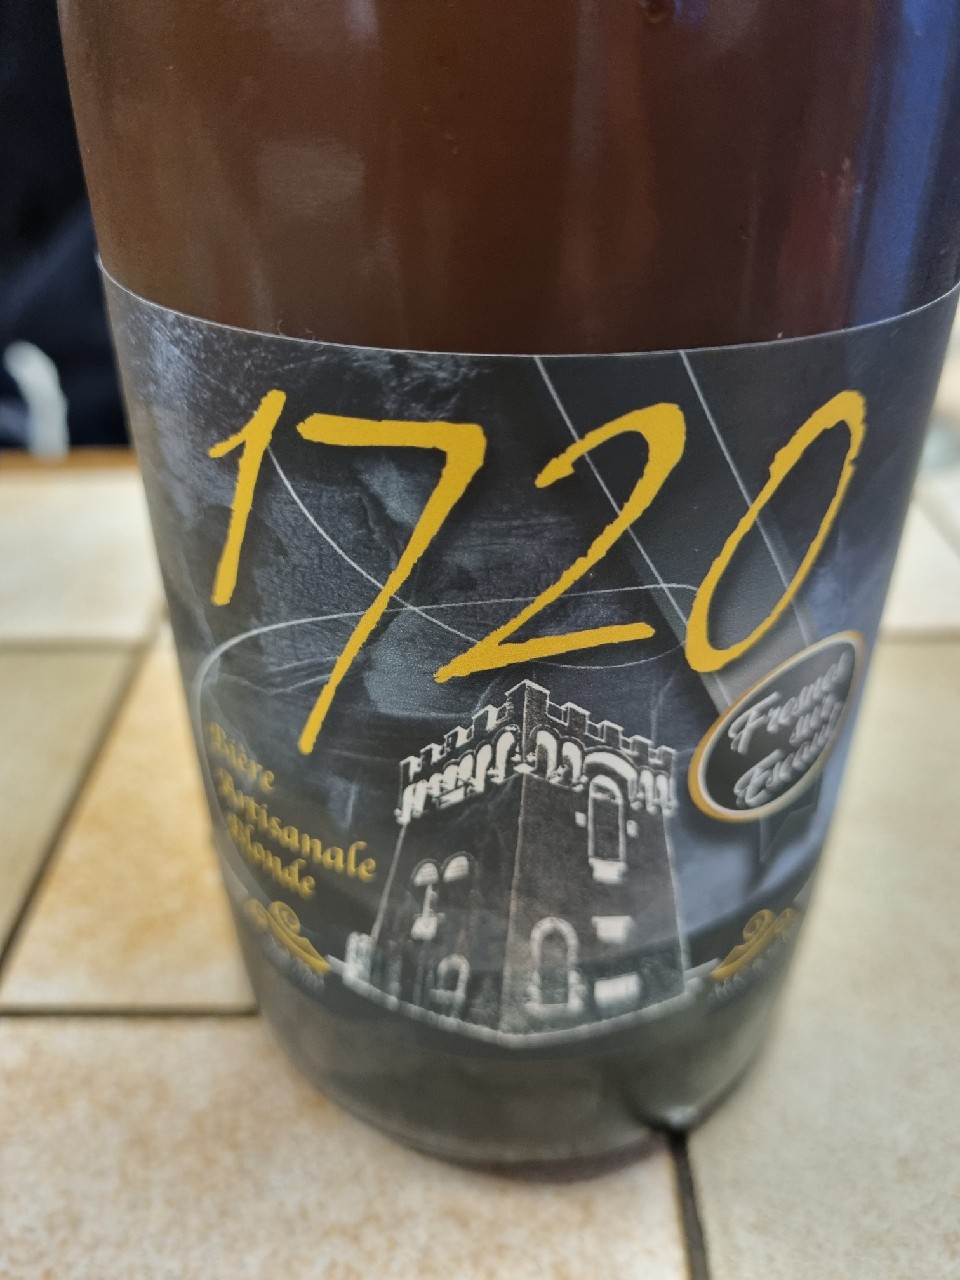 1720
Bière
Artisanale
Blonde
Fresnes
sur
Escaut